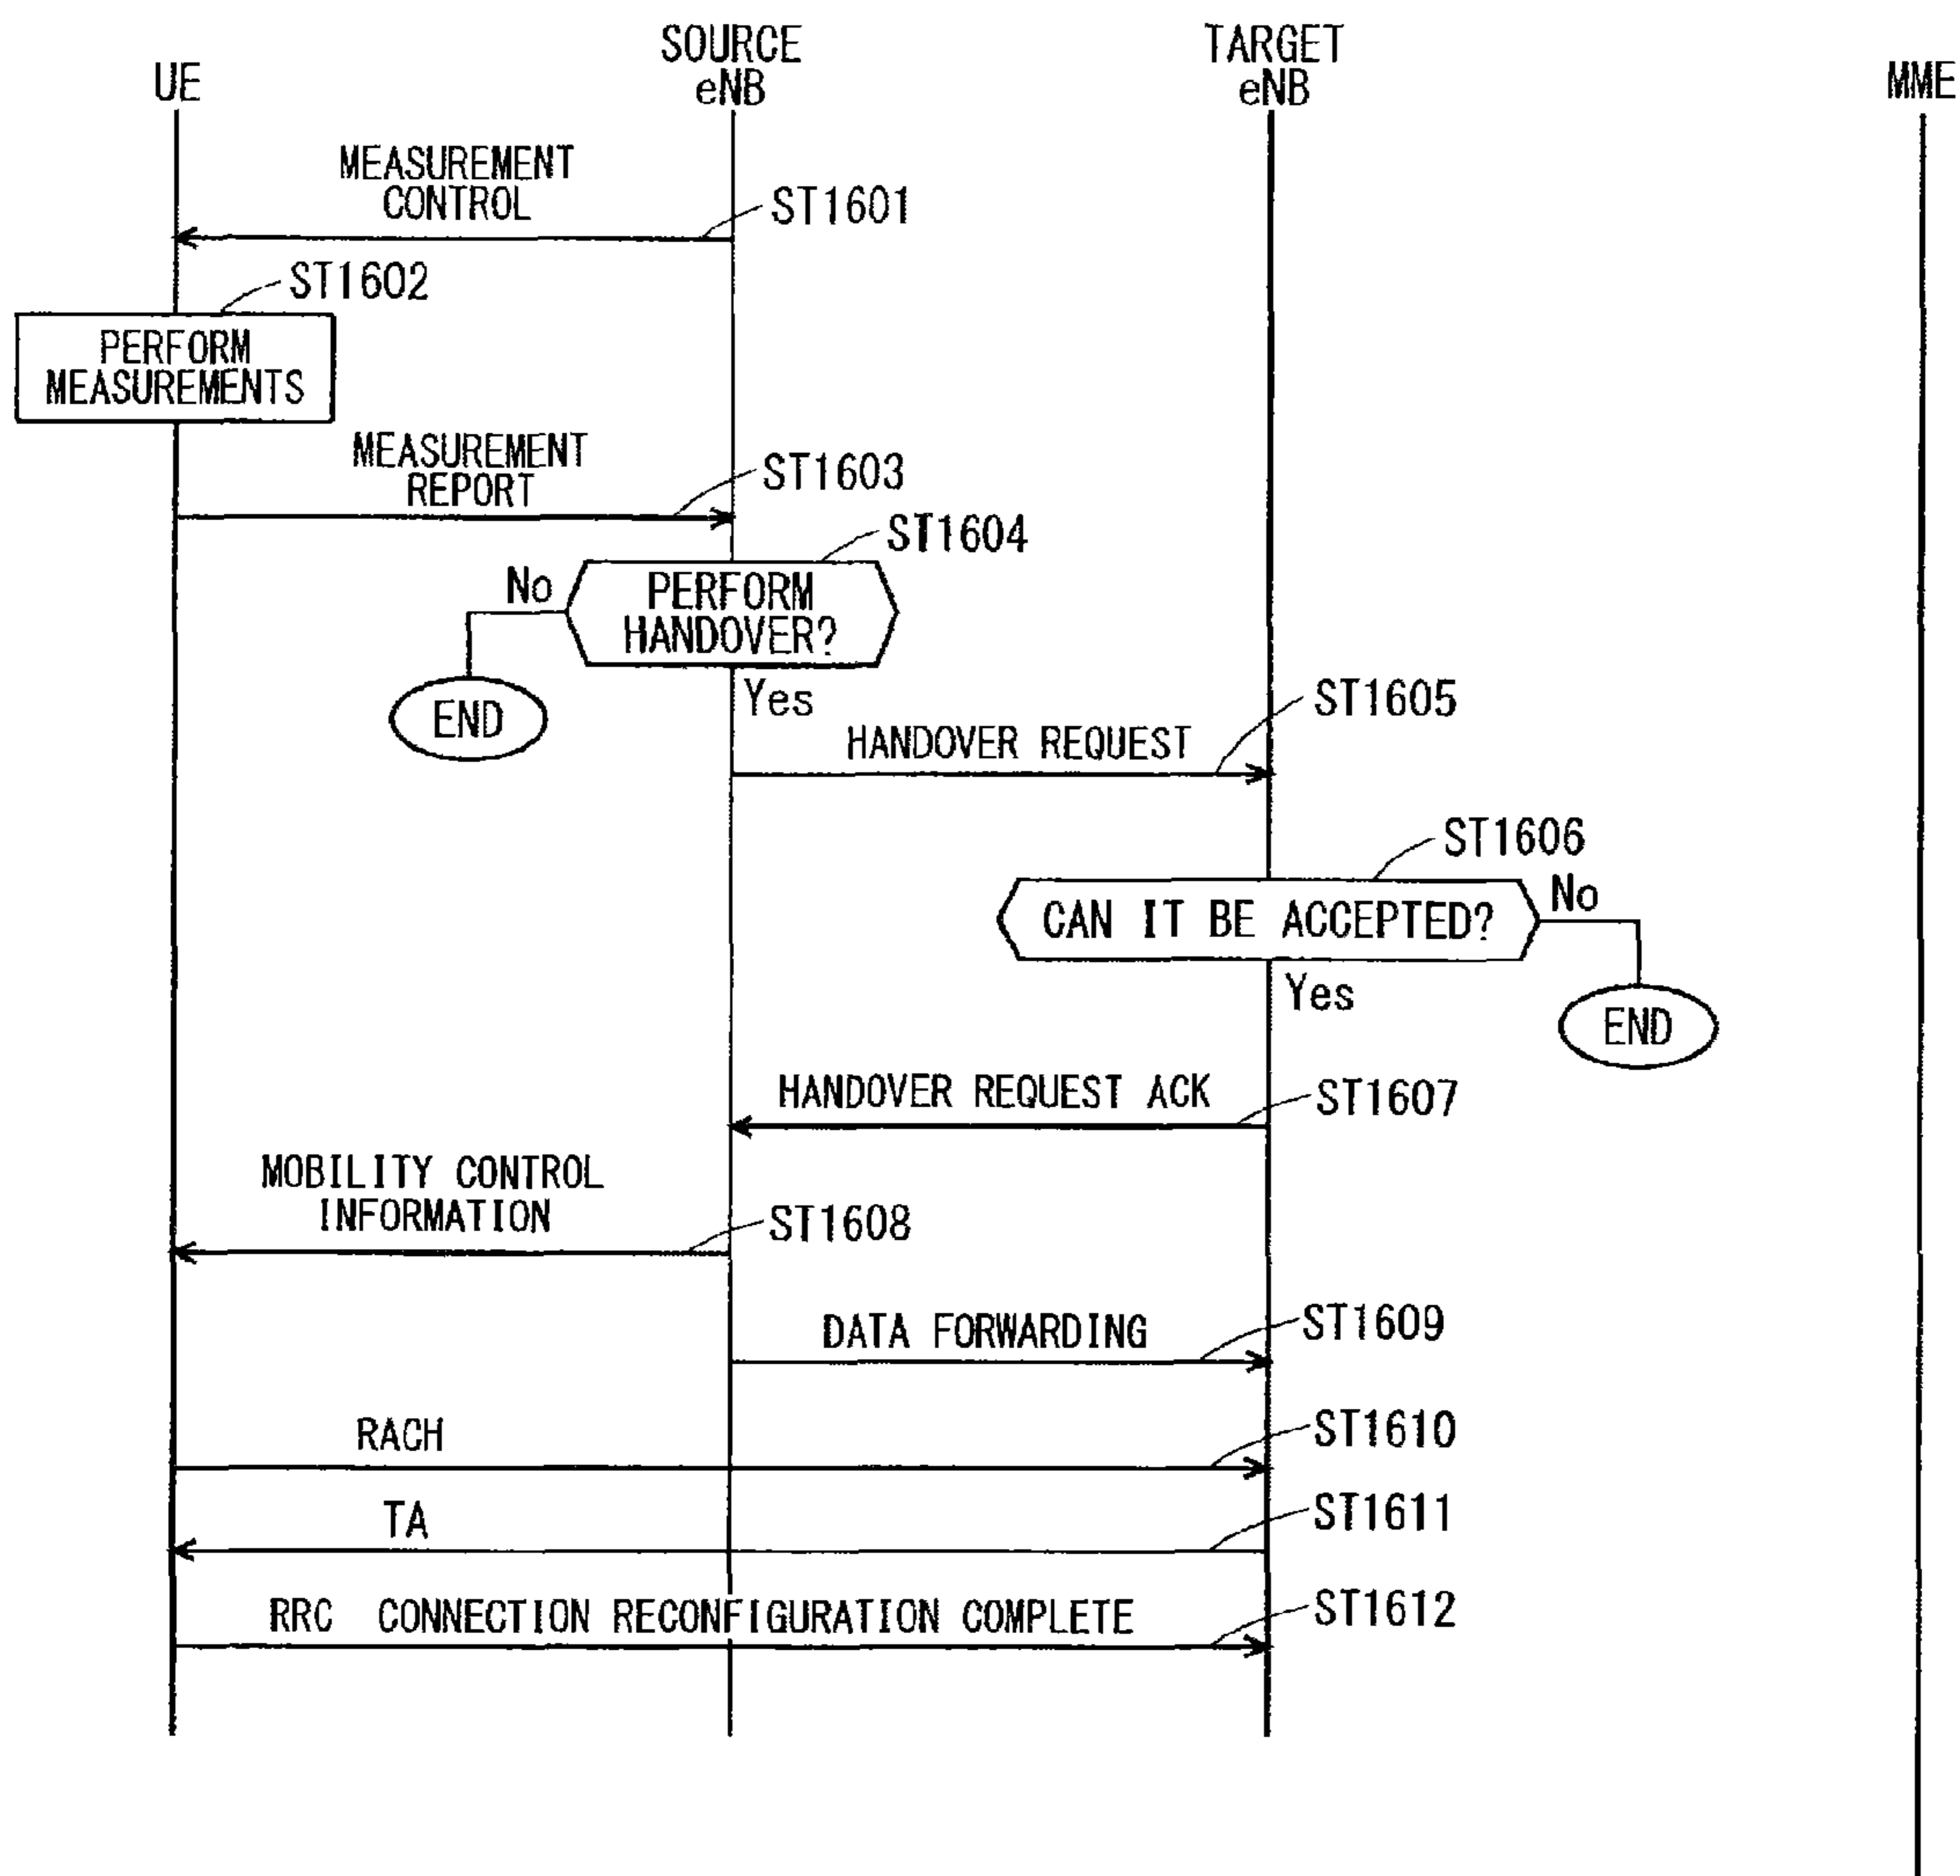 UE
SOURCE
eNB
TARGET
eNB
MME
MEASUREMENT
CONTROL
ST1601
ST1602
PERFORM
MEASUREMENTS
MEASUREMENT
REPORT
ST1603
ST1604
No
PERFORM
HANDOVER?
END
Yes
ST1605
HANDOVER REQUEST
ST1606
CAN IT BE ACCEPTED?
No
Yes
END
HANDOVER REQUEST ACK
ST1607
MOBILITY CONTROL
INFORMATION
ST1608
DATA FORWARDING
ST1609
RACH
ST1610
TA
ST1611
RRC CONNECTION RECONFIGURATION COMPLETE
ST1612